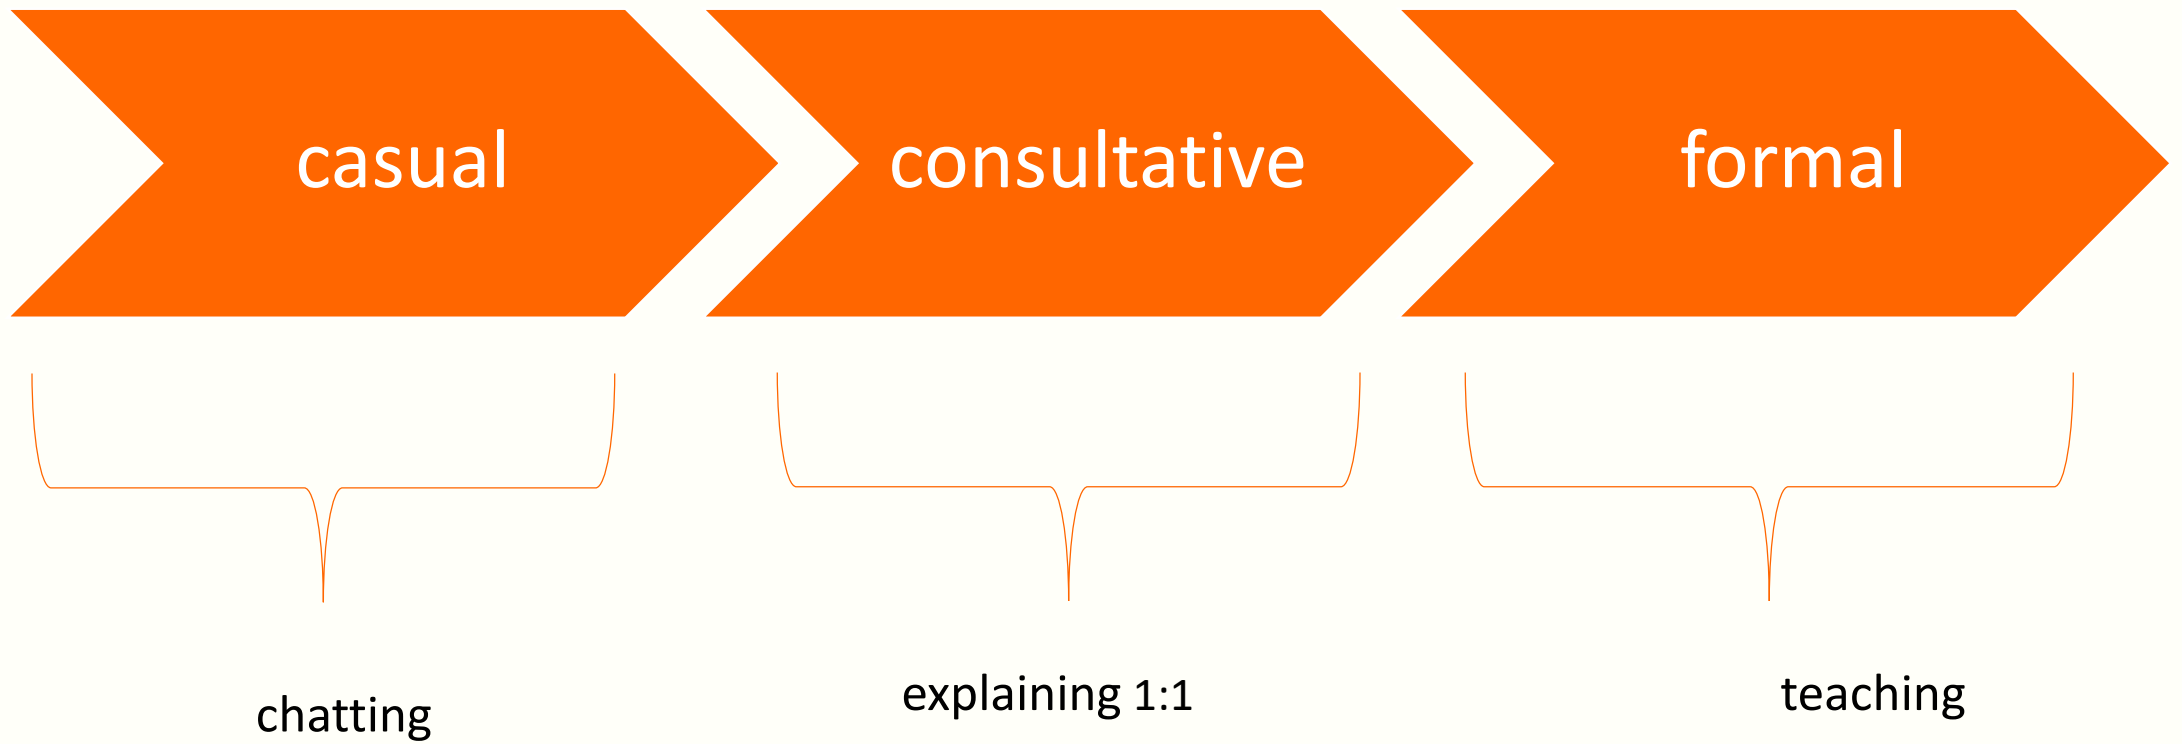 casual
consultative
formal
chatting
explaining 1:1
teaching